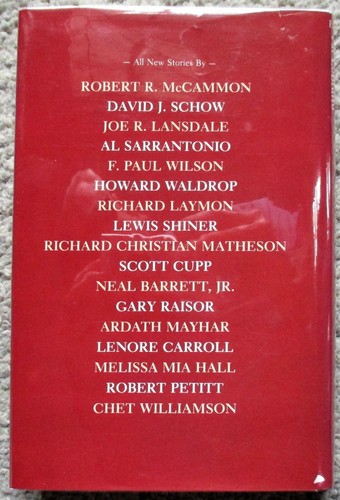 — All New Stories By —
ROBERT R. McCAMMON
DAVID J. SCHOW
JOE R. LANSDALE
AL SARRANTONIO
F. PAUL WILSON
HOWARD WALDROP
RICHARD LAYMON
LEWIS SHINER
RICHARD CHRISTIAN MATHESON
SCOTT CUPP
NEAL BARRETT, JR.
GARY RAISOR
ARDATH MAYHAR
LENORE CARROLL
MELISSA MIA HALL
ROBERT PETITT
CHET WILLIAMSON